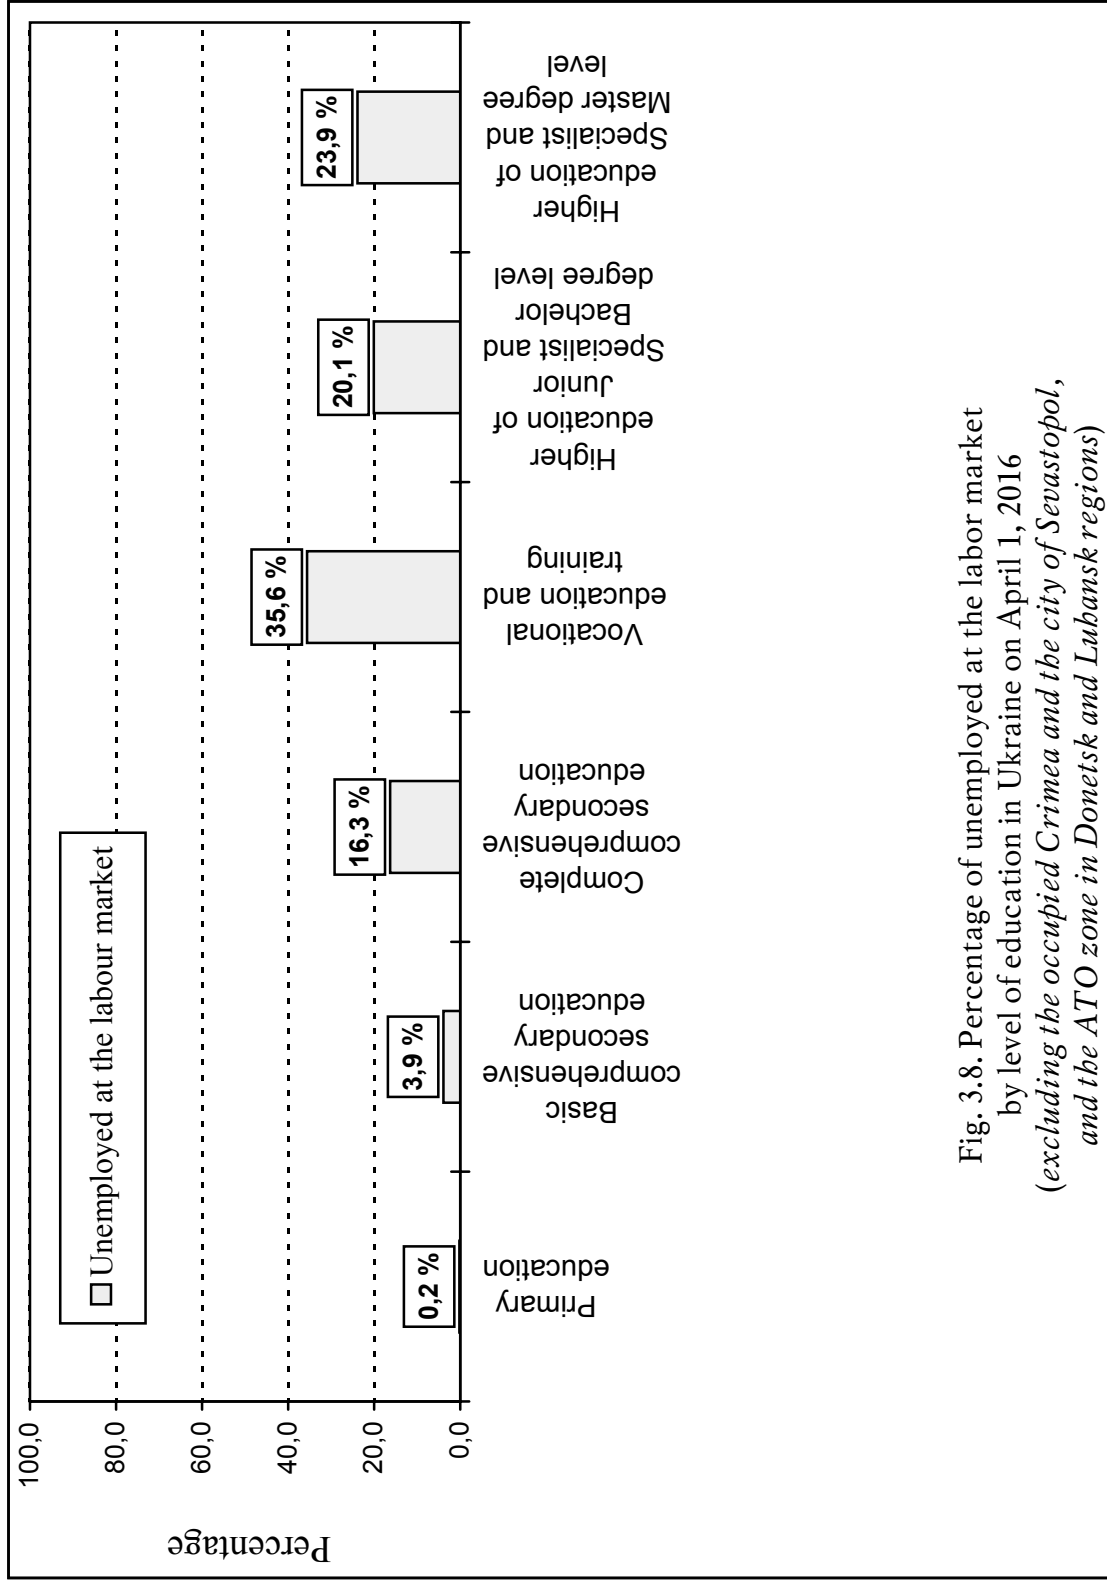 Percentage
100,0
80,0
60,0
40,0
20,0
0,0
Unemployed at the labour market
0,2 %
3,9 %
16,3 %
35,6 %
20,1 %
23,9 %
Primary
education
Basic
comprehensive
secondary
education
Complete
comprehensive
secondary
education
Vocational
education and
training
Higher
education of
Junior
Specialist and
Bachelor
degree level
Higher
education of
Specialist and
Master degree
level
Fig. 3.8. Percentage of unemployed at the labor market
by level of education in Ukraine on April 1, 2016
(excluding the occupied Crimea and the city of Sevastopol,
and the ATO zone in Donetsk and Luhansk regions)